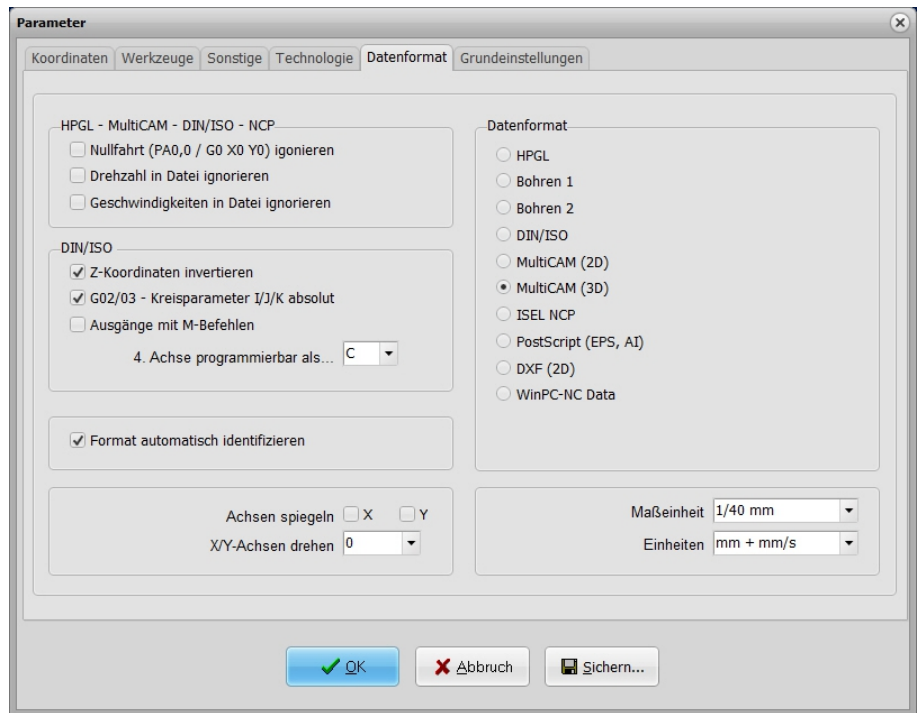 Parameter
Koordinaten Werkzeuge Sonstige Technologie Datenformat Grundeinstellungen
HPGL - MultiCAM - DIN/ISO - NCP
Nullfahrt (PA0,0 / G0 X0 Y0) igonieren
Drehzahl in Datei ignorieren
Geschwindigkeiten in Datei ignorieren
DIN/ISO
Z-Koordinaten invertieren
G02/03 - Kreisparameter I/J/K absolut
Ausgänge mit M-Befehlen
4. Achse programmierbar als... C
Format automatisch identifizieren
Achsen spiegeln X Y
X/Y-Achsen drehen 0
Datenformat
HPGL
Bohren 1
Bohren 2
DIN/ISO
MultiCAM (2D)
MultiCAM (3D)
ISEL NCP
PostScript (EPS, AI)
DXF (2D)
WinPC-NC Data
Maßeinheit 1/40 mm
Einheiten mm + mm/s
OK Abbruch Sichern...